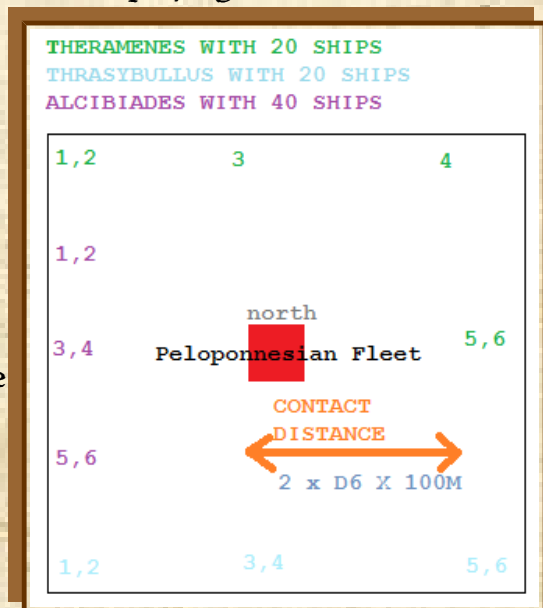 THERAMENES WITH 20 SHIPS
THRASYBULLUS WITH 20 SHIPS
ALCIBIADES WITH 40 SHIPS
1,2 3 4
1,2
north
3,4 Peloponnesian Fleet 5,6
CONTACT
DISTANCE
5,6
2 x D6 X 100M
1,2 3,4 5,6